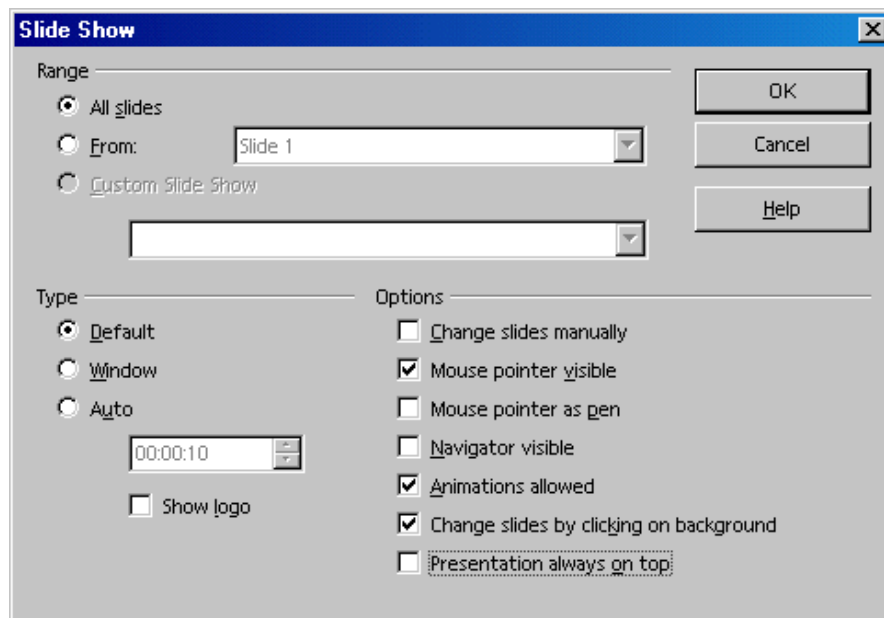 Slide Show
Range
All slides
OK
From: Slide 1
Cancel
Custom Slide Show
Help
Type
Options
Default
Change slides manually
Window
Mouse pointer visible
Auto
Mouse pointer as pen
00:00:10
Navigator visible
Show logo
Animations allowed
Change slides by clicking on background
Presentation always on top